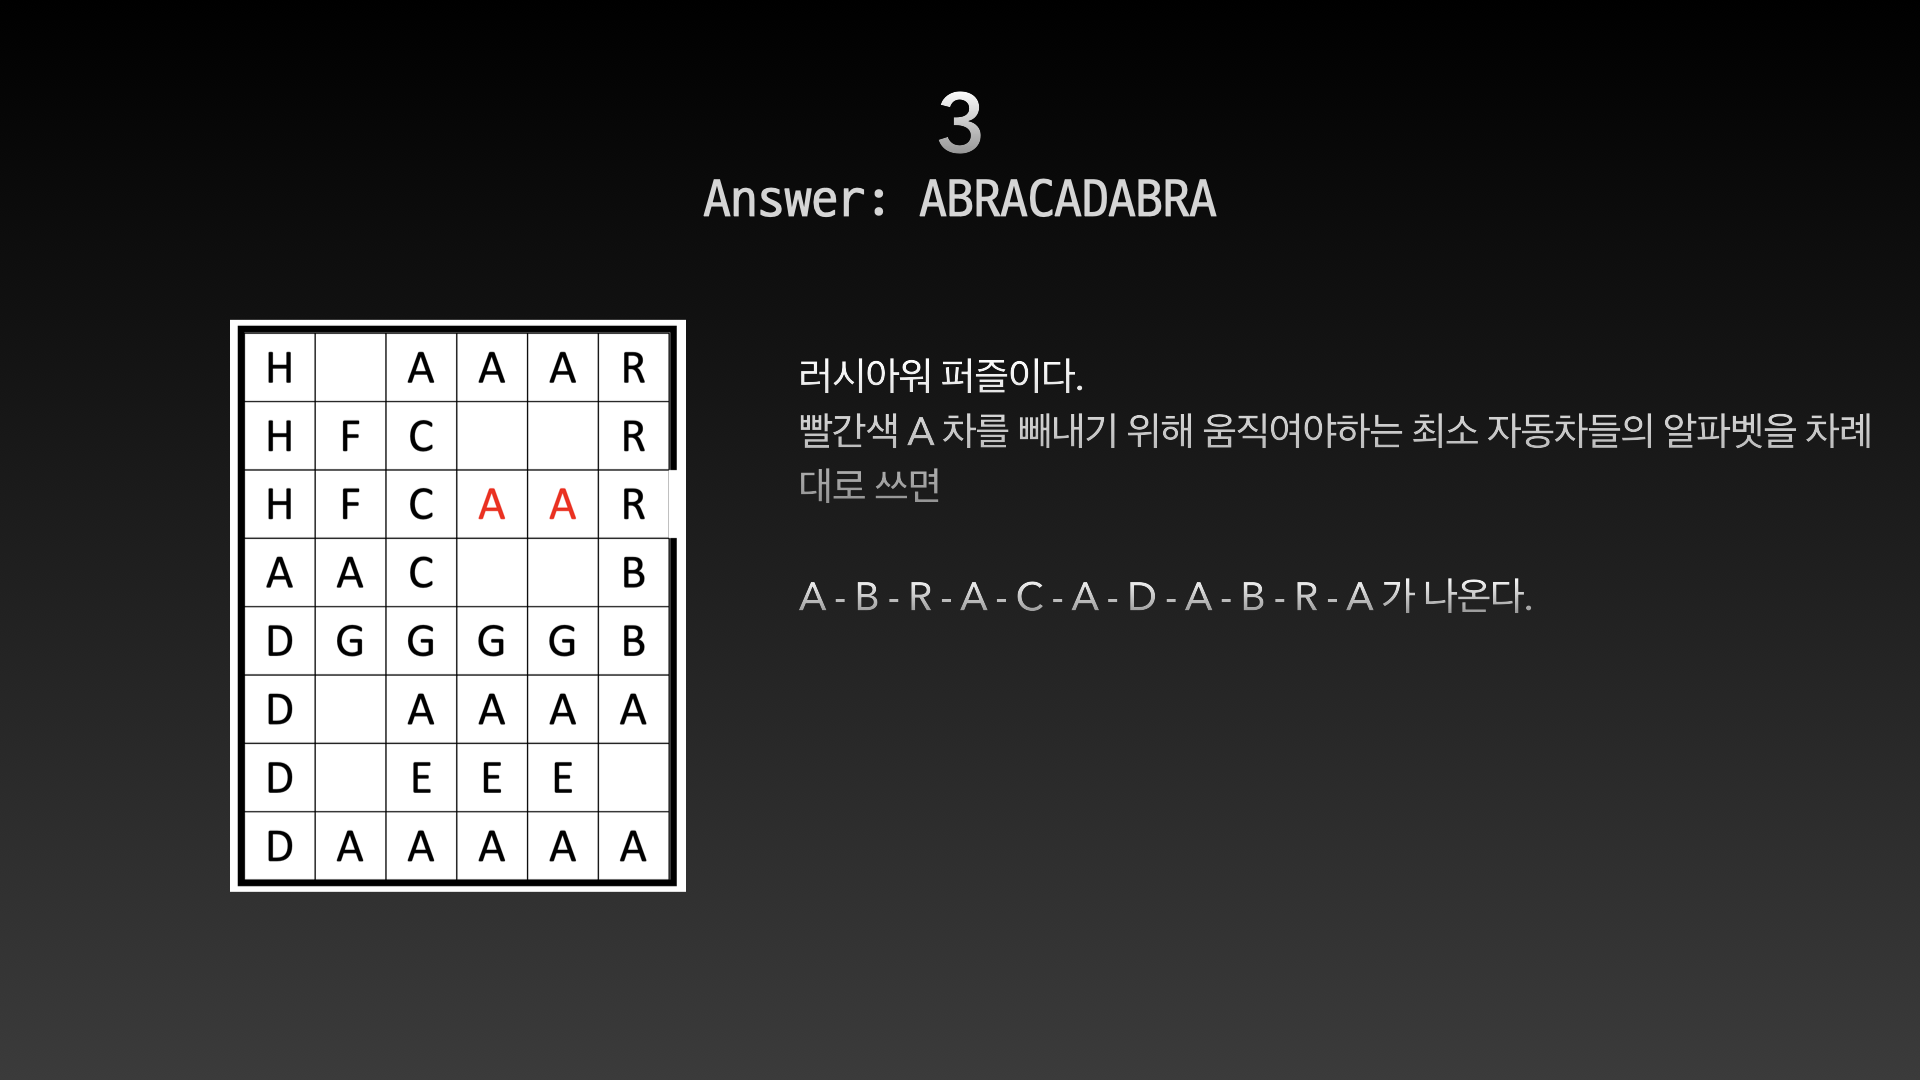 3
Answer: ABRACADABRA
H A A A R
H F C R
H F C A A R
A A C B
D G G G G B
D A A A A
D E E E
D A A A A A
러시아워 퍼즐이다.
빨간색 A 차를 빼내기 위해 움직여야하는 최소 자동차들의 알파벳을 차례
대로 쓰면
A - B - R - A - C - A - D - A - B - R - A 가 나온다.